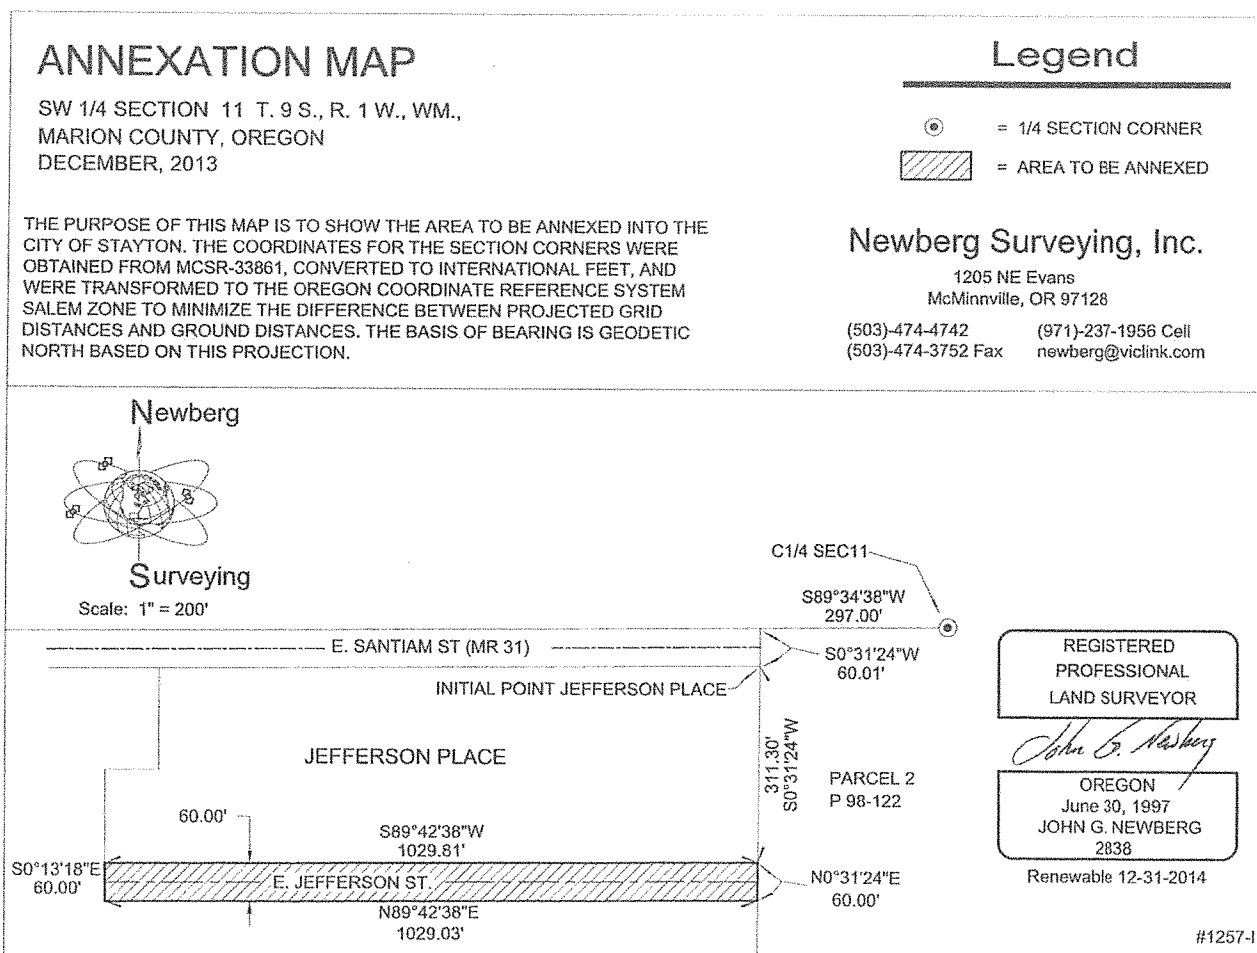 ANNEXATION MAP
SW 1/4 SECTION 11 T. 9 S., R. 1 W., WM.,
MARION COUNTY, OREGON
DECEMBER, 2013
THE PURPOSE OF THIS MAP IS TO SHOW THE AREA TO BE ANNEXED INTO THE
CITY OF STAYTON. THE COORDINATES FOR THE SECTION CORNERS WERE
OBTAINED FROM MCSR-33861, CONVERTED TO INTERNATIONAL FEET, AND
WERE TRANSFORMED TO THE OREGON COORDINATE REFERENCE SYSTEM
SALEM ZONE TO MINIMIZE THE DIFFERENCE BETWEEN PROJECTED GRID
DISTANCES AND GROUND DISTANCES. THE BASIS OF BEARING IS GEODETIC
NORTH BASED ON THIS PROJECTION.
Legend
= 1/4 SECTION CORNER
= AREA TO BE ANNEXED
Newberg Surveying, Inc.
1205 NE Evans
McMinnville, OR 97128
(503)-474-4742 (971)-237-1956 Cell
(503)-474-3752 Fax newberg@viclink.com
Newberg
Surveying
Scale: 1" = 200'
C1/4 SEC11
S89°34'38"W
297.00'
E. SANTIAM ST (MR 31)
S0°31'24"W
60.01'
INITIAL POINT JEFFERSON PLACE
JEFFERSON PLACE
311.30'
S0°31'24"W
PARCEL 2
P 98-122
60.00'
S89°42'38"W
1029.81'
S0°13'18"E
60.00'
E. JEFFERSON ST.
N0°31'24"E
60.00'
N89°42'38"E
1029.03'
REGISTERED
PROFESSIONAL
LAND SURVEYOR
John G. Newberg
OREGON
June 30, 1997
JOHN G. NEWBERG
2838
Renewable 12-31-2014
#1257-I